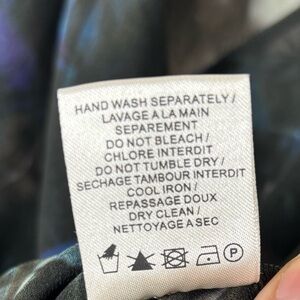 HAND WASH SEPARATELY /
LAVAGE A LA MAIN
SEPAREMENT
DO NOT BLEACH /
CHLORE INTERDIT
DO NOT TUMBLE DRY /
SECHAGE TAMBOUR INTERDIT
COOL IRON /
REPASSAGE DOUX
DRY CLEAN /
NETTOYAGE A SEC
P